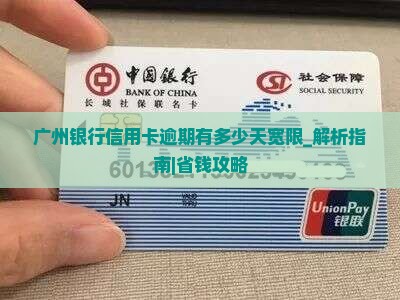 中国银行
BANK OF CHINA
长城社保联名卡
社会保障
SOCIAL SECURITY
广州银行信用卡逾期有多少天宽限_解析指
南|省钱攻略
JN
UnionPay
银联